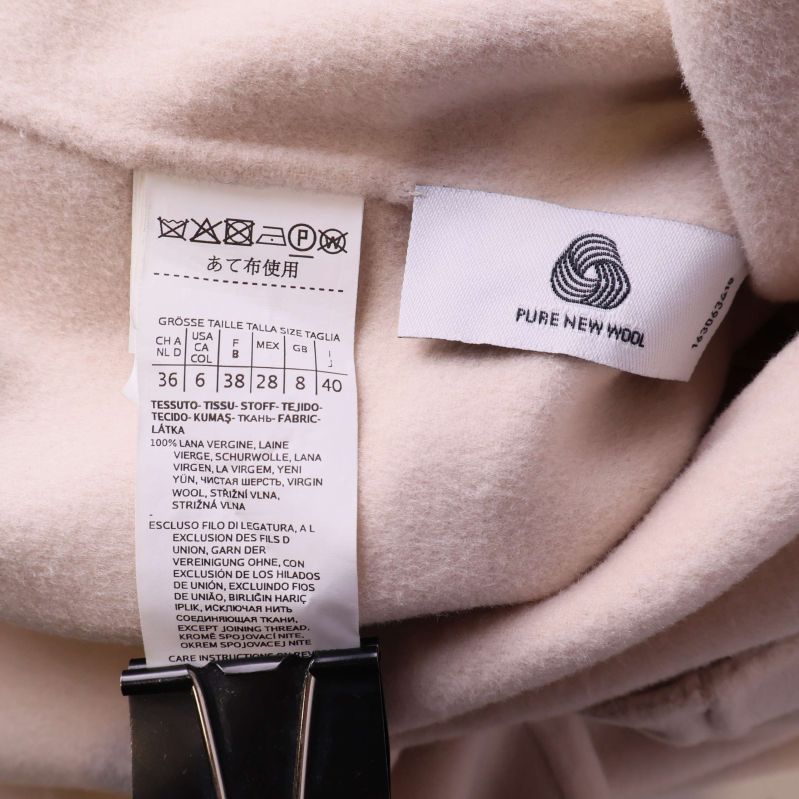 あて布使用
GRÖSSE TAILLE TALLA SIZE TAGLIA
CH A NL D | USA CA COL | F B | MEX | GB | I J
36 | 6 | 38 | 28 | 8 | 40
TESSUTO- TISSU- STOFF- TEJIDO-
TECIDO- KUMAŞ- ТКАНЬ- FABRIC-
LÁTKA
100% LANA VERGINE, LAINE
VIERGE, SCHURWOLLE, LANA
VIRGEN, LA VIRGEM, YENI
YÜN, ЧИСТАЯ ШЕРСТЬ, VIRGIN
WOOL, STŘIŽNÍ VLNA,
STRIŽNÁ VLNA
-
ESCLUSO FILO DI LEGATURA, A L
EXCLUSION DES FILS D
UNION, GARN DER
VEREINIGUNG OHNE, CON
EXCLUSIÓN DE LOS HILADOS
DE UNIÓN, EXCLUINDO FIOS
DE UNIÃO, BIRLIĞIN HARIÇ
IPLIK, ИСКЛЮЧАЯ НИТЬ
СОЕДИНЯЮЩАЯ ТКАНИ,
EXCEPT JOINING THREAD,
KROMĚ SPOJOVACÍ NITE,
OKREM SPOJOVACEJ NITE
CARE INSTRUCTIONS ON
P
W
PURE NEW WOOL